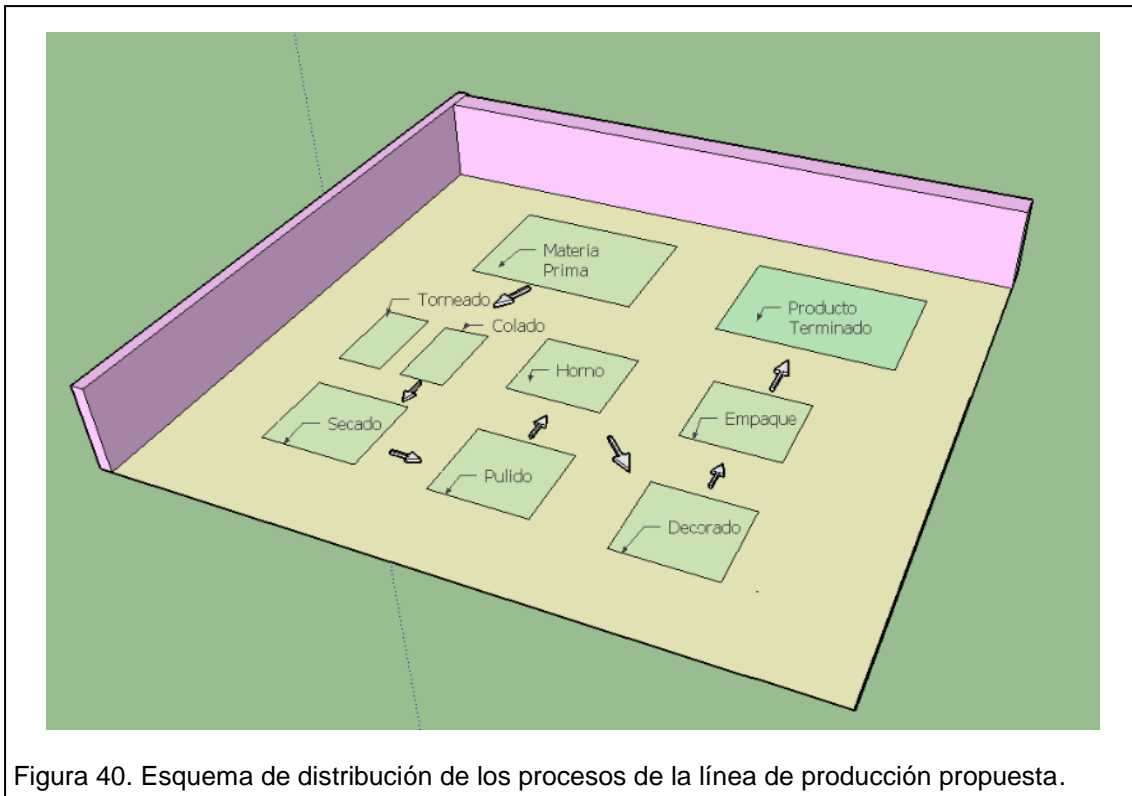 Materia
Prima
Torneado
Colado
Producto
Terminado
Horno
Empaque
Secado
Pulido
Decorado
Figura 40. Esquema de distribución de los procesos de la línea de producción propuesta.